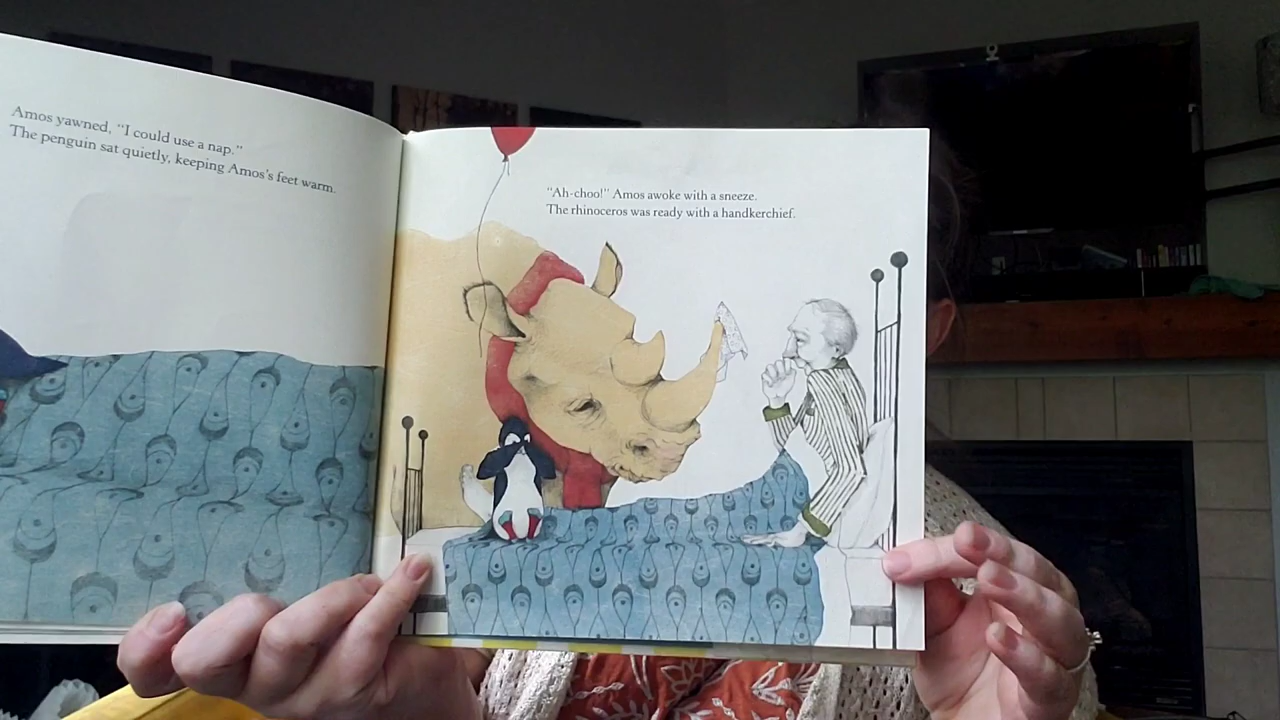 Amos yawned, "I could use a nap."
The penguin sat quietly, keeping Amos's feet warm.
"Ah-choo!" Amos awoke with a sneeze.
The rhinoceros was ready with a handkerchief.